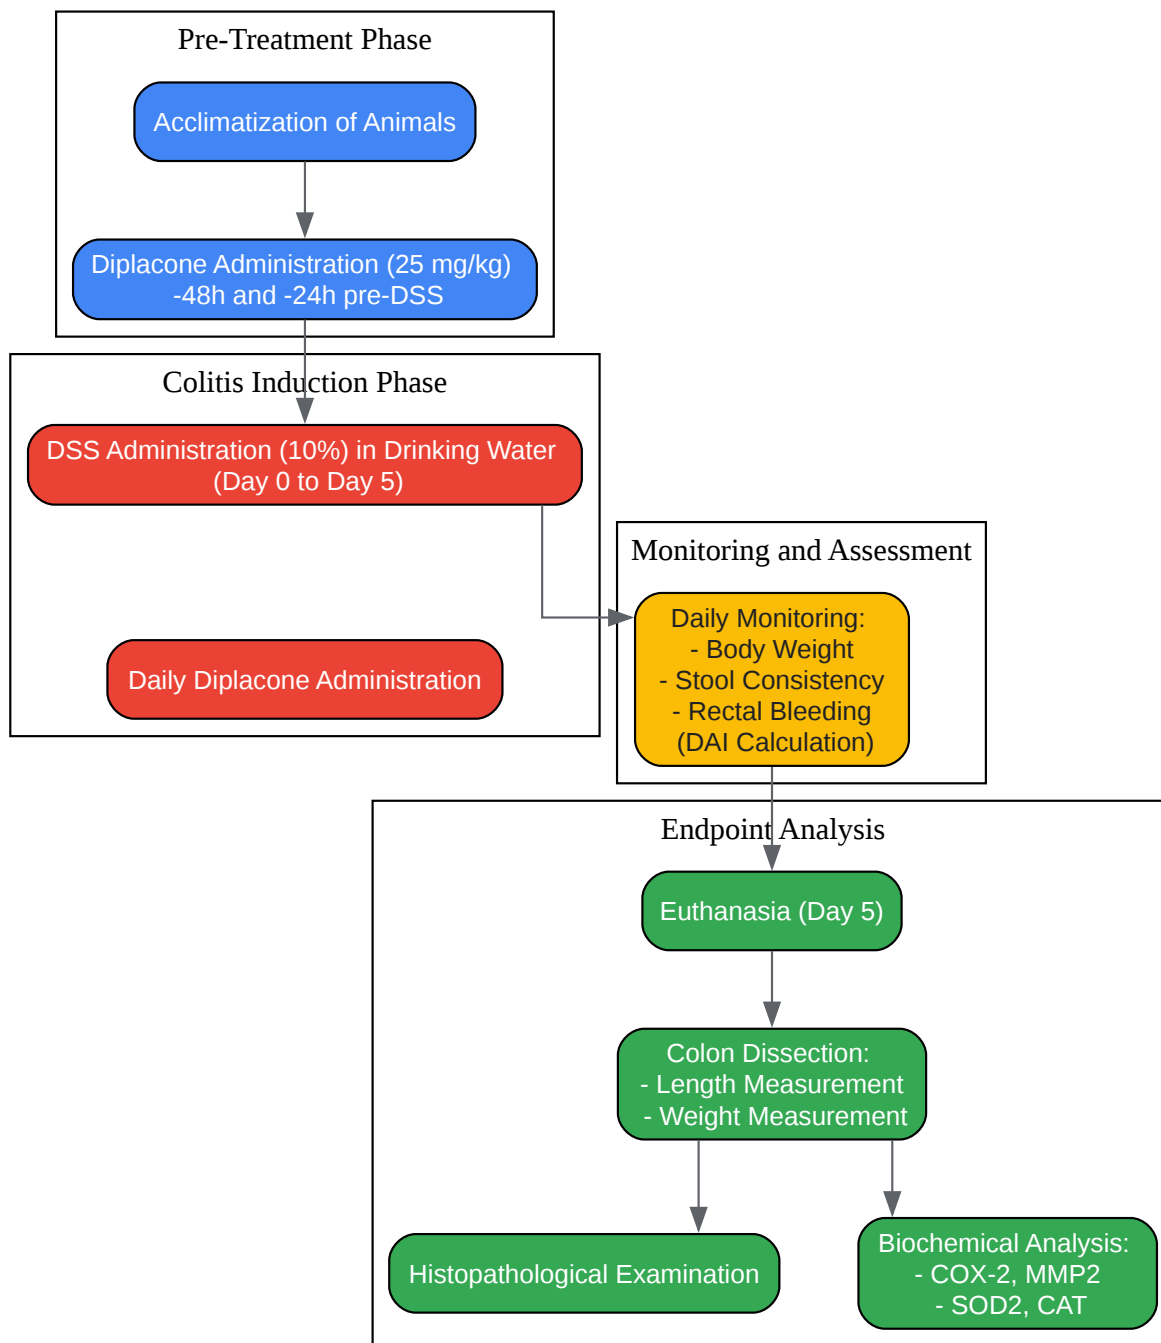 Pre-Treatment Phase
Acclimatization of Animals
Diplacone Administration (25 mg/kg)
-48h and -24h pre-DSS
Colitis Induction Phase
DSS Administration (10%) in Drinking Water
(Day 0 to Day 5)
Daily Diplacone Administration
Monitoring and Assessment
Daily Monitoring:
- Body Weight
- Stool Consistency
- Rectal Bleeding
(DAI Calculation)
Endpoint Analysis
Euthanasia (Day 5)
Colon Dissection:
- Length Measurement
- Weight Measurement
Histopathological Examination
Biochemical Analysis:
- COX-2, MMP2
- SOD2, CAT